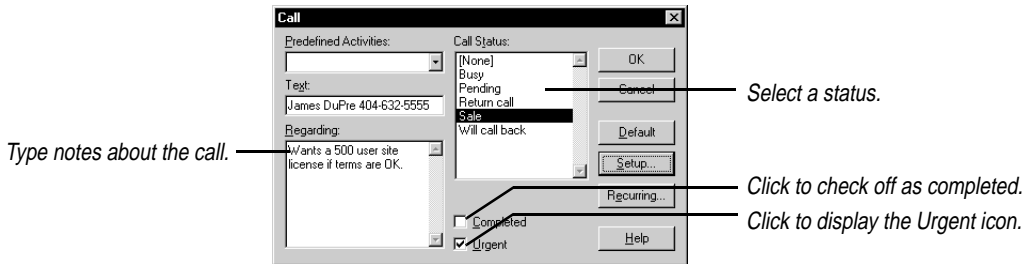 Call
Predefined Activities:
Text:
James DuPre 404-632-5555
Regarding:
Wants a 500 user site
license if terms are OK.
Call Status:
[None]
Busy
Pending
Return call
Sale
Will call back
Completed
Urgent
OK
Cancel
Default
Setup...
Recurring...
Help
Type notes about the call.
Select a status.
Click to check off as completed.
Click to display the Urgent icon.